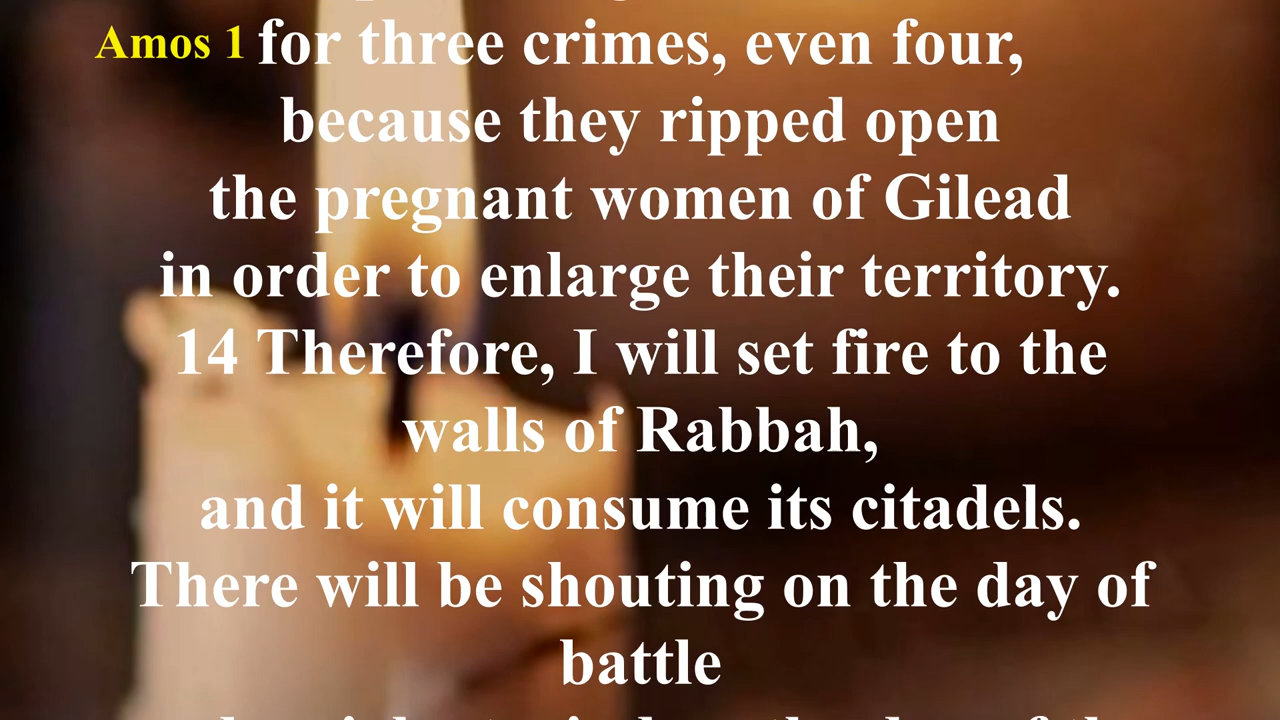 Amos 1 for three crimes, even four,
because they ripped open
the pregnant women of Gilead
in order to enlarge their territory.
14 Therefore, I will set fire to the
walls of Rabbah,
and it will consume its citadels.
There will be shouting on the day of
battle